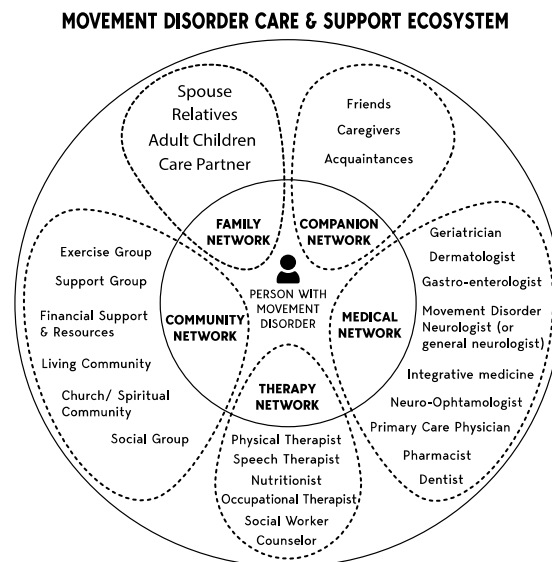 MOVEMENT DISORDER CARE & SUPPORT ECOSYSTEM
Spouse
Relatives
Adult Children
Care Partner
FAMILY
NETWORK
Friends
Caregivers
Acquaintances
COMPANION
NETWORK
PERSON WITH
MOVEMENT
DISORDER
Exercise Group
Support Group
Financial Support
& Resources
Living Community
Church/ Spiritual
Community
Social Group
COMMUNITY
NETWORK
MEDICAL
NETWORK
Geriatrician
Dermatologist
Gastro-enterologist
Movement Disorder
Neurologist (or
general neurologist)
Integrative medicine
Neuro-Ophtamologist
Primary Care Physician
Pharmacist
Dentist
THERAPY
NETWORK
Physical Therapist
Speech Therapist
Nutritionist
Occupational Therapist
Social Worker
Counselor